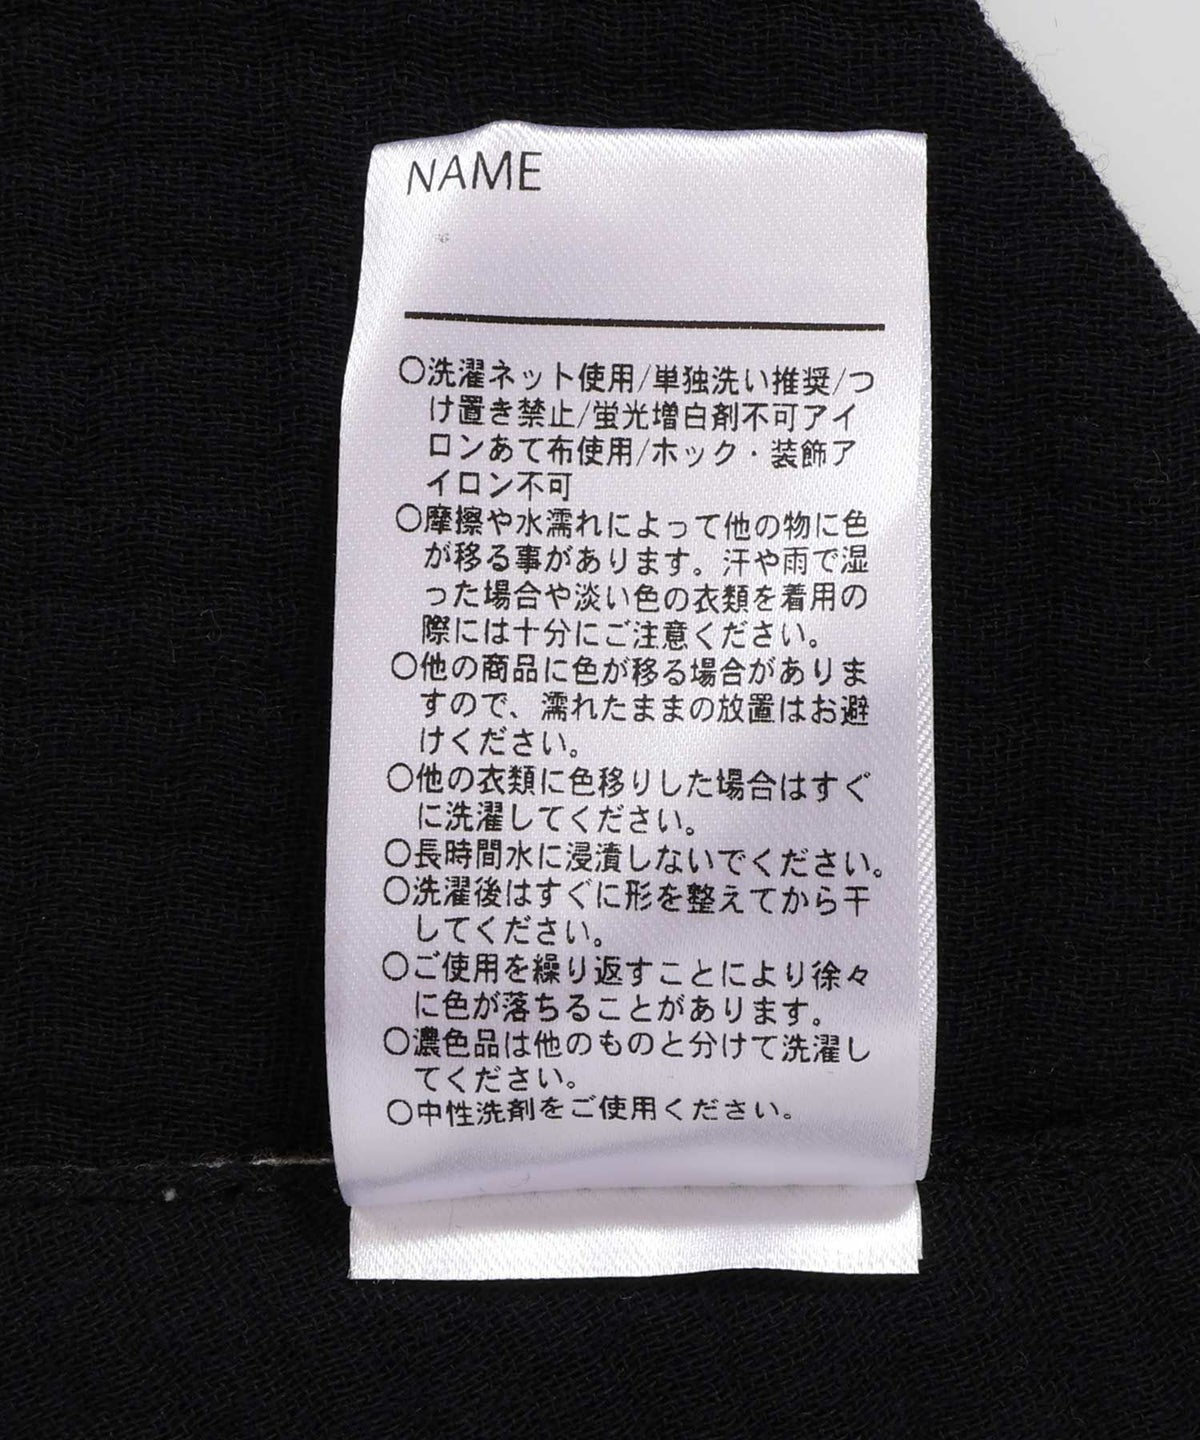 NAME
○洗濯ネット使用/単独洗い推奨/つ
け置き禁止/蛍光増白剤不可アイ
ロンあて布使用/ホック・装飾ア
イロン不可
○摩擦や水濡れによって他の物に色
が移る事があります。汗や雨で湿
った場合や淡い色の衣類を着用の
際には十分にご注意ください。
○他の商品に色が移る場合がありま
すので、濡れたままの放置はお避
けください。
○他の衣類に色移りした場合はすぐ
に洗濯してください。
○長時間水に浸漬しないでください。
○洗濯後はすぐに形を整えてから干
してください。
○ご使用を繰り返すことにより徐々
に色が落ちることがあります。
○濃色品は他のものと分けて洗濯し
てください。
○中性洗剤をご使用ください。